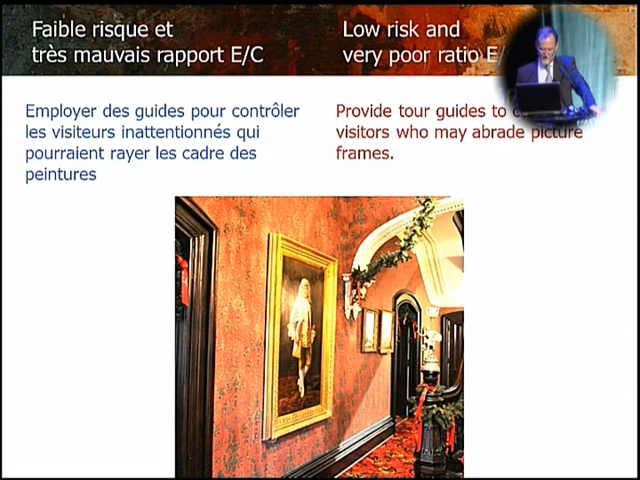 Faible risque et
très mauvais rapport E/C
Low risk and
very poor ratio E/
Employer des guides pour contrôler
les visiteurs inattentionnés qui
pourraient rayer les cadre des
peintures
Provide tour guides to
visitors who may abrade picture
frames.